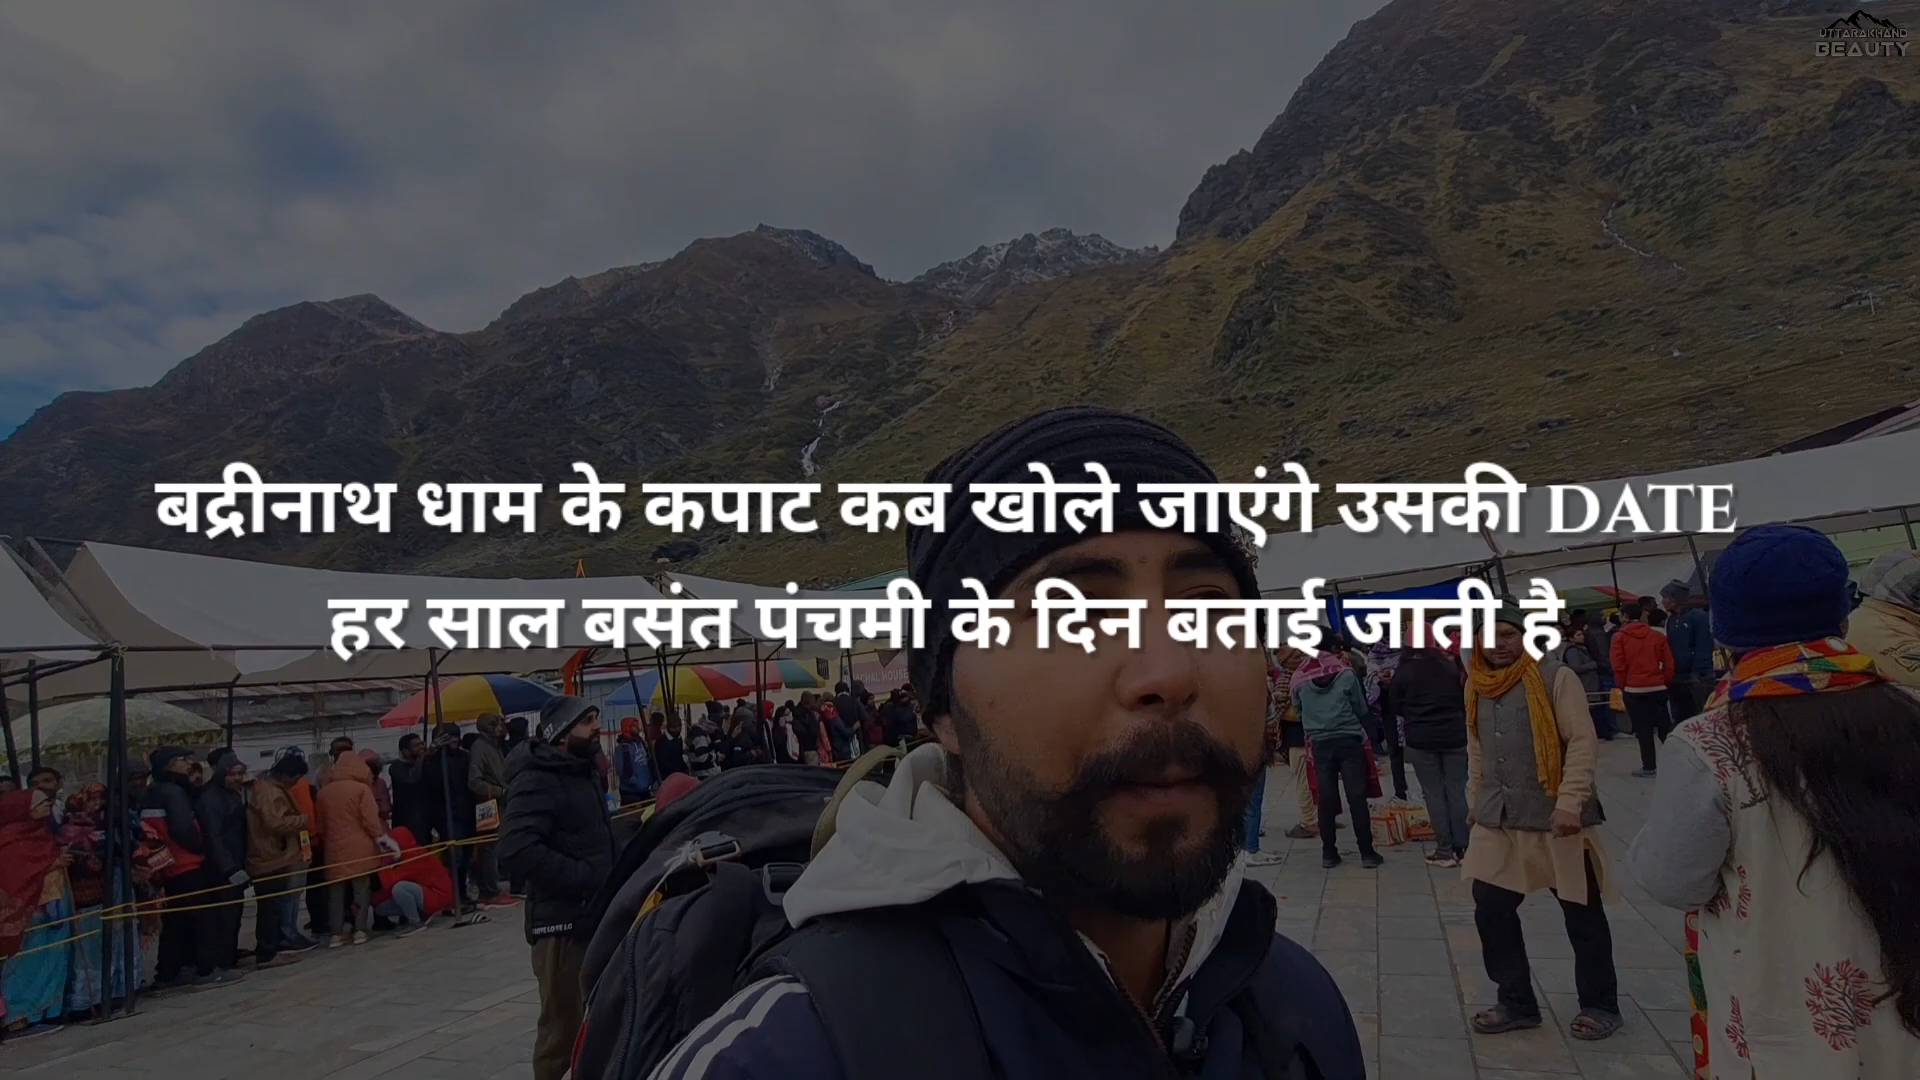 UTTARAKHAND
BEAUTY
बद्रीनाथ धाम के कपाट कब खोले जाएंगे उसकी DATE
हर साल बसंत पंचमी के दिन बताई जाती है